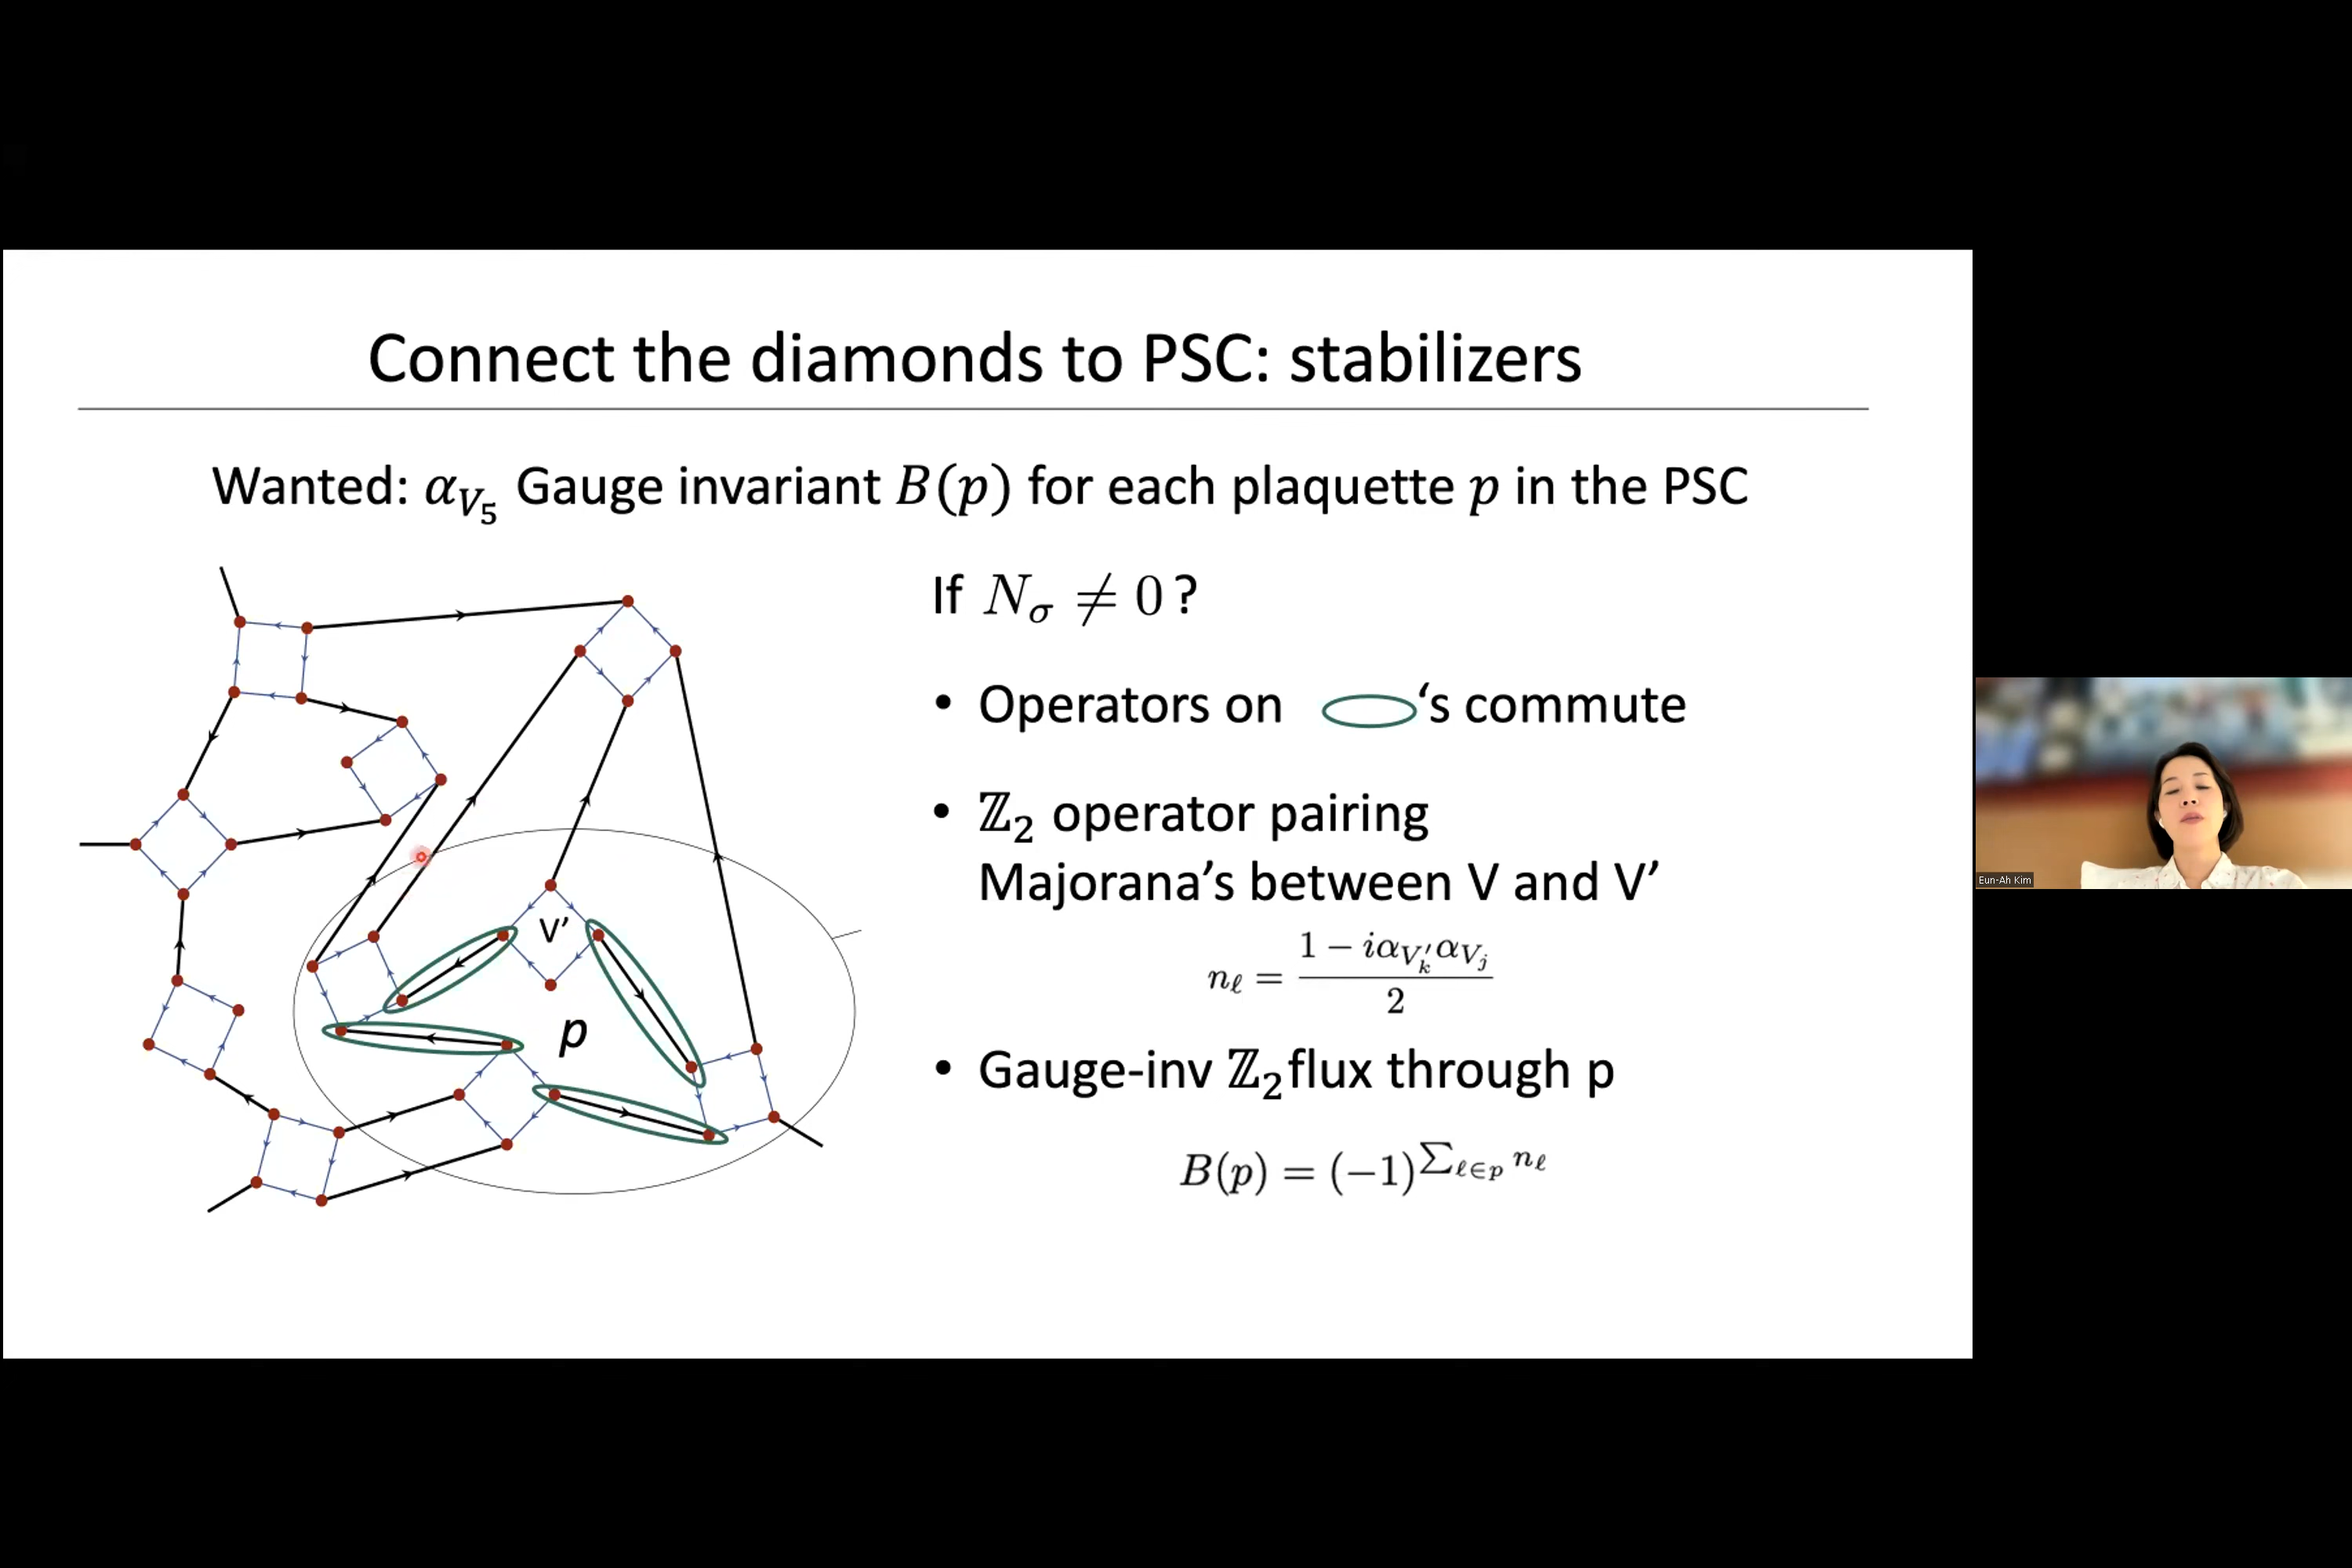 Connect the diamonds to PSC: stabilizers
Wanted: α_{V_5} Gauge invariant B(p) for each plaquette p in the PSC
If N_σ ≠ 0 ?
• Operators on ‘s commute
• ℤ_2 operator pairing
Majorana’s between V and V’
n_ℓ = \frac{1 − iα_{V'_k}α_{V_j}}{2}
• Gauge-inv ℤ_2 flux through p
B(p) = (−1)^{∑_{ℓ∈p} n_ℓ}
V’
p
Eun-Ah Kim